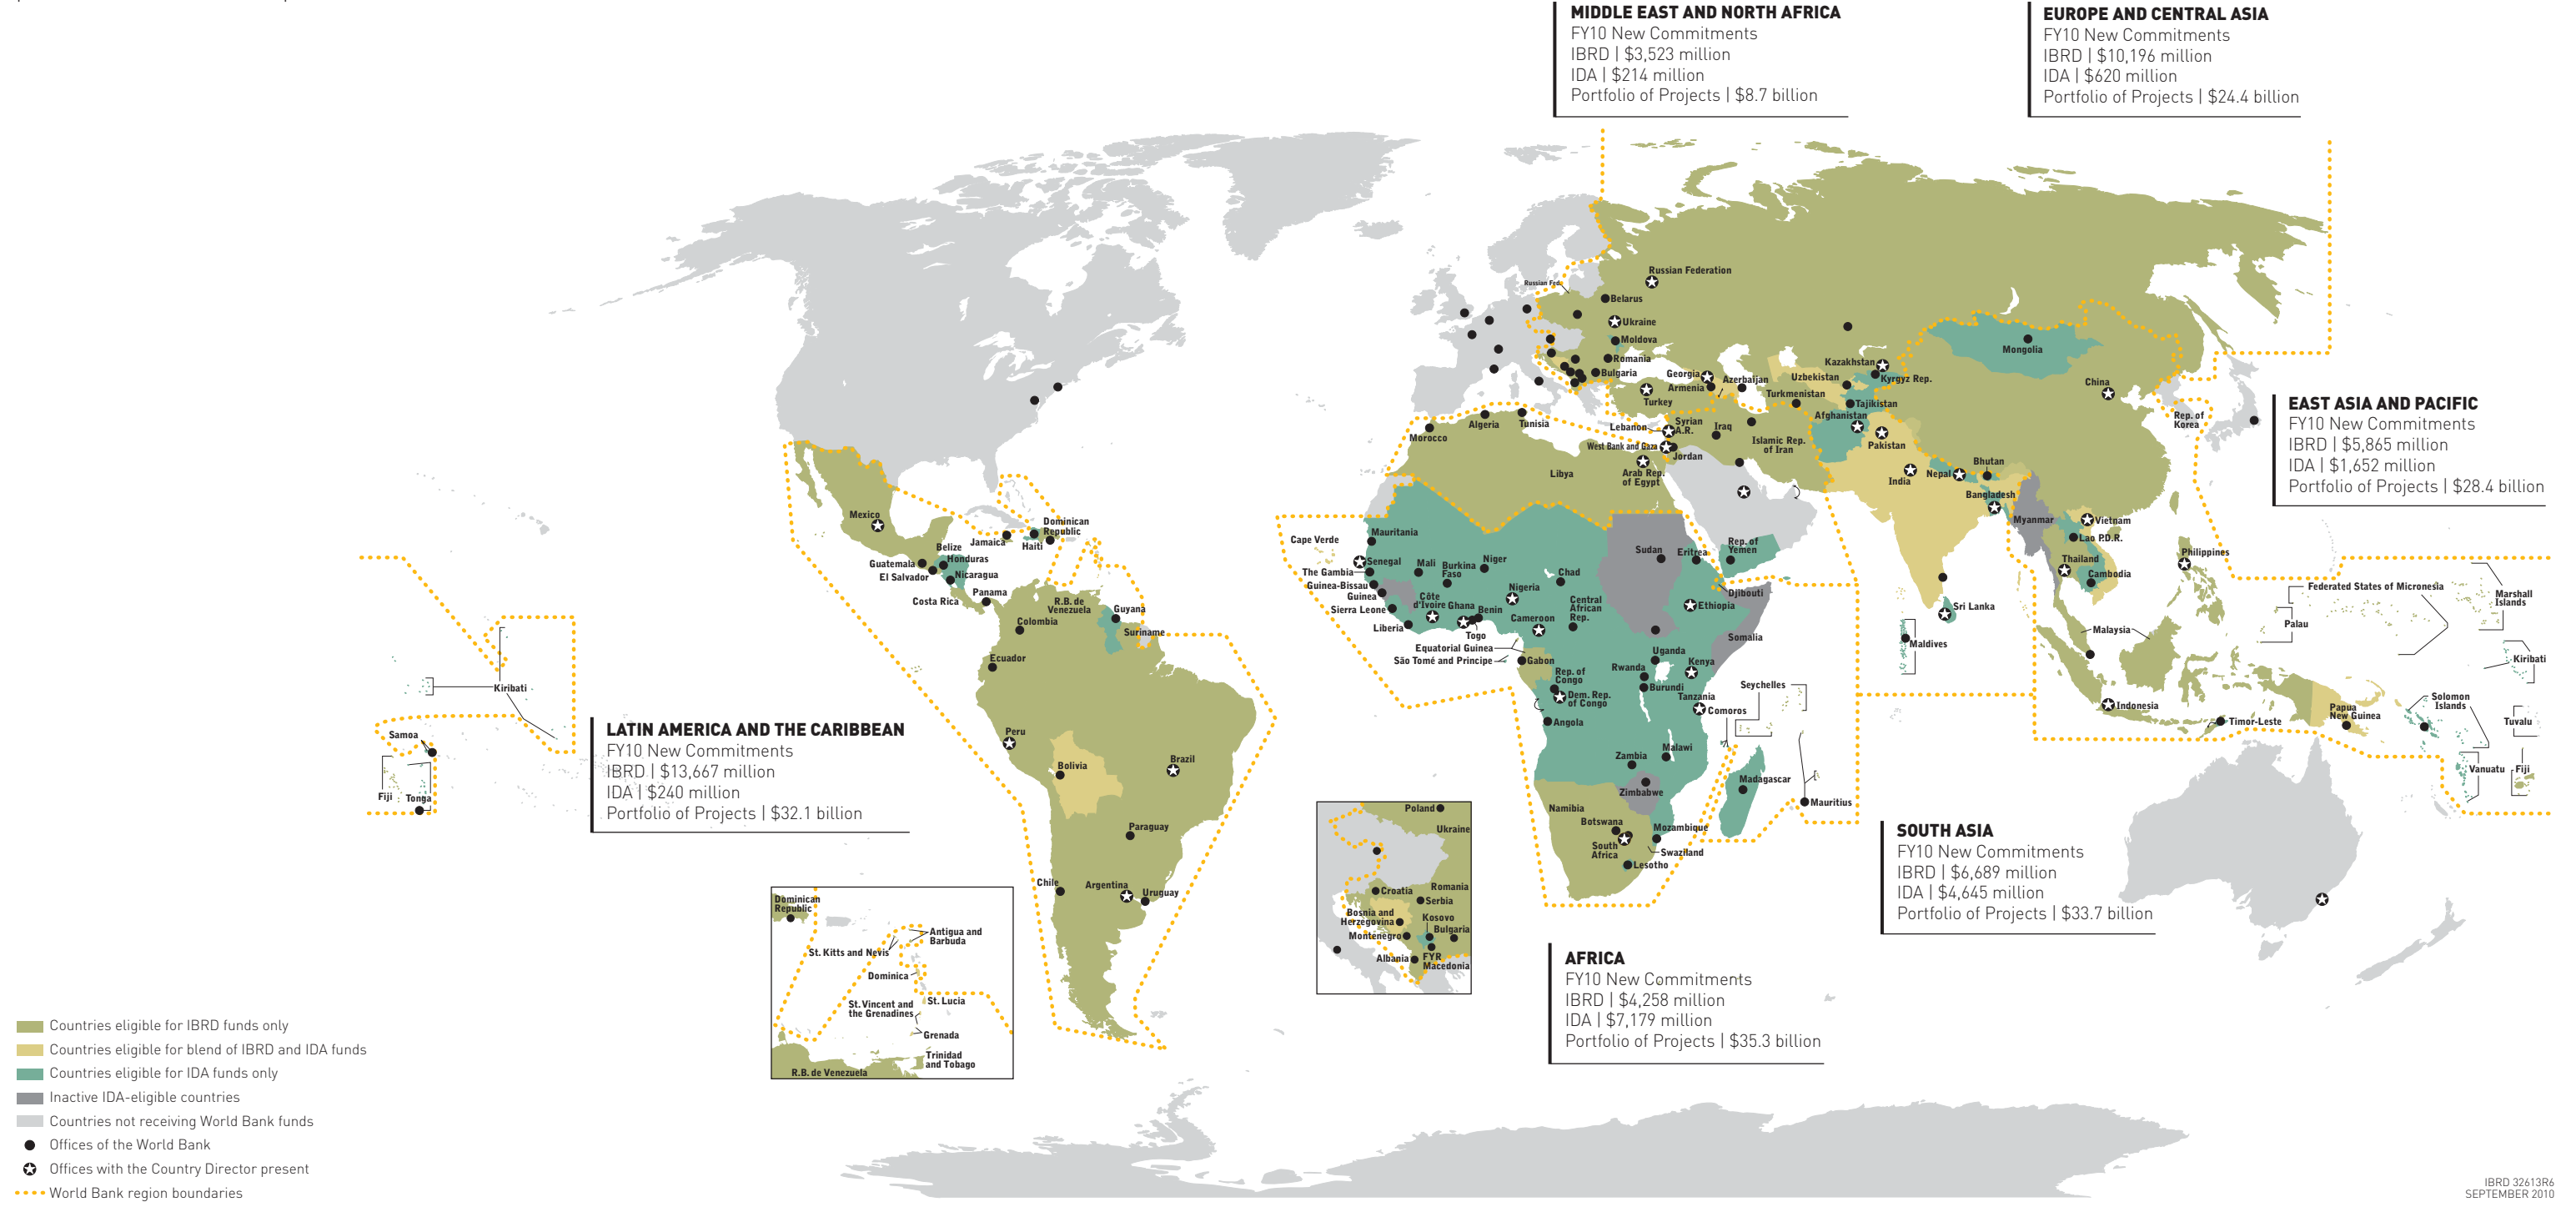 MIDDLE EAST AND NORTH AFRICA
FY10 New Commitments
IBRD | $3,523 million
IDA | $214 million
Portfolio of Projects | $8.7 billion
EUROPE AND CENTRAL ASIA
FY10 New Commitments
IBRD | $10,196 million
IDA | $620 million
Portfolio of Projects | $24.4 billion
EAST ASIA AND PACIFIC
FY10 New Commitments
IBRD | $5,865 million
IDA | $1,652 million
Portfolio of Projects | $28.4 billion
LATIN AMERICA AND THE CARIBBEAN
FY10 New Commitments
IBRD | $13,667 million
IDA | $240 million
Portfolio of Projects | $32.1 billion
SOUTH ASIA
FY10 New Commitments
IBRD | $6,689 million
IDA | $4,645 million
Portfolio of Projects | $33.7 billion
AFRICA
FY10 New Commitments
IBRD | $4,258 million
IDA | $7,179 million
Portfolio of Projects | $35.3 billion
Russian Federation
Russian Fed.
Belarus
Ukraine
Moldova
Romania
Bulgaria
Georgia
Armenia
Azerbaijan
Turkey
Kazakhstan
Uzbekistan
Kyrgyz Rep.
Turkmenistan
Tajikistan
Afghanistan
Mongolia
China
Rep. of
Korea
Morocco
Algeria
Tunisia
Libya
Lebanon
Syrian
A.R.
Iraq
Islamic Rep.
of Iran
West Bank and Gaza
Jordan
Arab Rep.
of Egypt
Rep. of
Yemen
Djibouti
Pakistan
India
Nepal
Bhutan
Bangladesh
Sri Lanka
Maldives
Myanmar
Vietnam
Lao P.D.R.
Thailand
Cambodia
Philippines
Malaysia
Indonesia
Timor-Leste
Papua
New Guinea
Palau
Federated States of Micronesia
Marshall
Islands
Kiribati
Solomon
Islands
Tuvalu
Vanuatu
Fiji
Cape Verde
Mauritania
Senegal
The Gambia
Guinea-Bissau
Guinea
Sierra Leone
Liberia
Mali
Burkina
Faso
Niger
Côte
d'Ivoire
Ghana
Benin
Togo
Nigeria
Chad
Cameroon
Central
African
Rep.
Sudan
Eritrea
Ethiopia
Somalia
Equatorial Guinea
São Tomé and Principe
Gabon
Rep. of
Congo
Dem. Rep.
of Congo
Uganda
Rwanda
Burundi
Kenya
Tanzania
Seychelles
Comoros
Angola
Zambia
Malawi
Zimbabwe
Madagascar
Mauritius
Namibia
Botswana
South
Africa
Mozambique
Swaziland
Lesotho
Mexico
Belize
Guatemala
El Salvador
Honduras
Nicaragua
Costa Rica
Panama
Jamaica
Haiti
Dominican
Republic
R.B. de
Venezuela
Guyana
Suriname
Colombia
Ecuador
Peru
Bolivia
Brazil
Paraguay
Chile
Argentina
Uruguay
Kiribati
Samoa
Fiji
Tonga
Dominican
Republic
Antigua and
Barbuda
St. Kitts and Nevis
Dominica
St. Lucia
St. Vincent and
the Grenadines
Grenada
Trinidad
and Tobago
R.B. de Venezuela
Poland
Ukraine
Croatia
Romania
Serbia
Bosnia and
Herzegovina
Kosovo
Bulgaria
Montenegro
Albania
FYR
Macedonia
Countries eligible for IBRD funds only
Countries eligible for blend of IBRD and IDA funds
Countries eligible for IDA funds only
Inactive IDA-eligible countries
Countries not receiving World Bank funds
Offices of the World Bank
Offices with the Country Director present
World Bank region boundaries
IBRD 32613R6
SEPTEMBER 2010